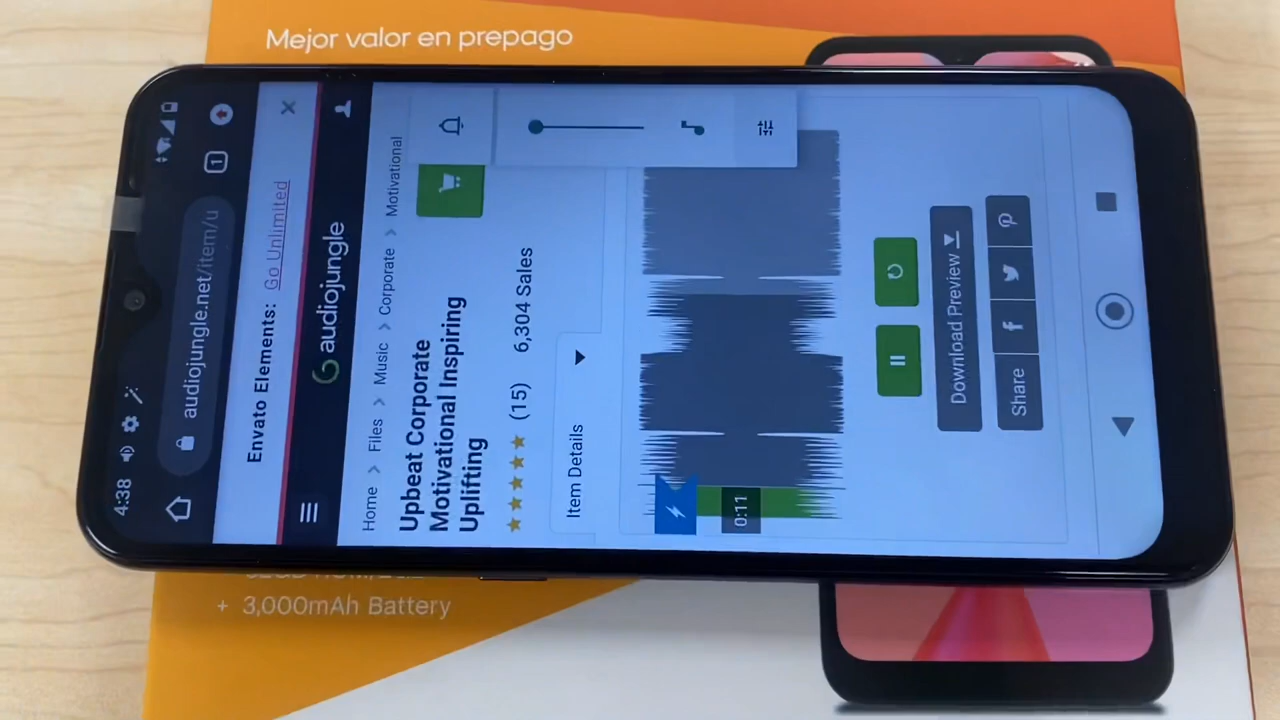 Mejor valor en prepago
4:38
audiojungle.net/item/u
1
Envato Elements: Go Unlimited
audiojungle
Home > Files > Music > Corporate > Motivational
Upbeat Corporate
Motivational Inspiring
Uplifting
(15) 6,304 Sales
Item Details
0:11
Download Preview
Share
+ 3,000mAh Battery